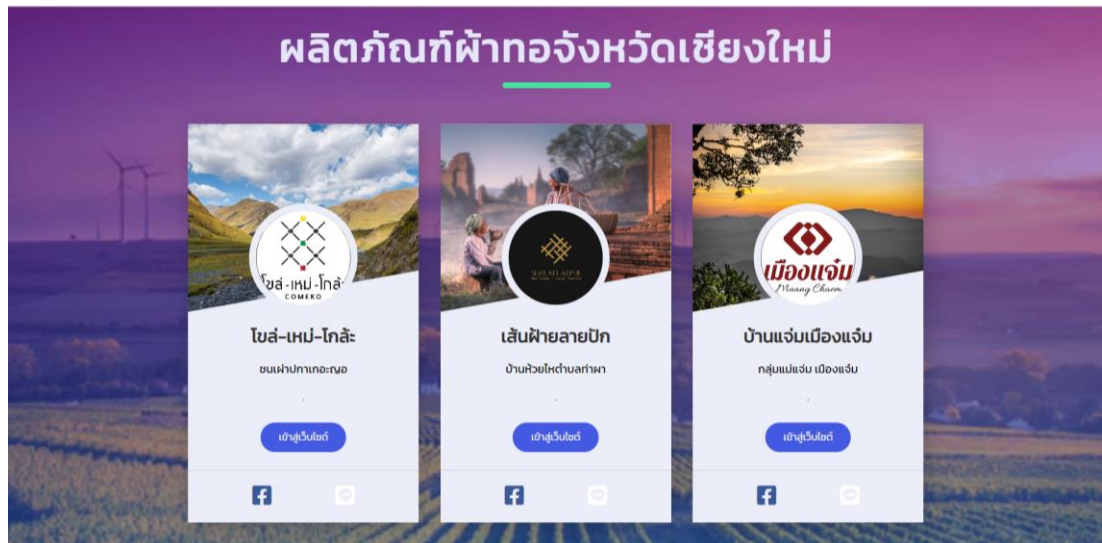 ผลิตภัณฑ์ผ้าทอจังหวัดเชียงใหม่
โขล่-เหม่-โกล้ะ
COMEKO
เมืองแจ๋ม
Muang Chaem
โขล่-เหม่-โกล้ะ
เส้นฝ้ายลายปัก
บ้านแจ่มเมืองแจ๋ม
ชนเผ่าปกาเกอะญอ
บ้านห้วยไห่ตำบลท่าผา
กลุ่มแม่แจ่ม เมืองแจ๋ม
เข้าสู่เว็บไซต์
เข้าสู่เว็บไซต์
เข้าสู่เว็บไซต์